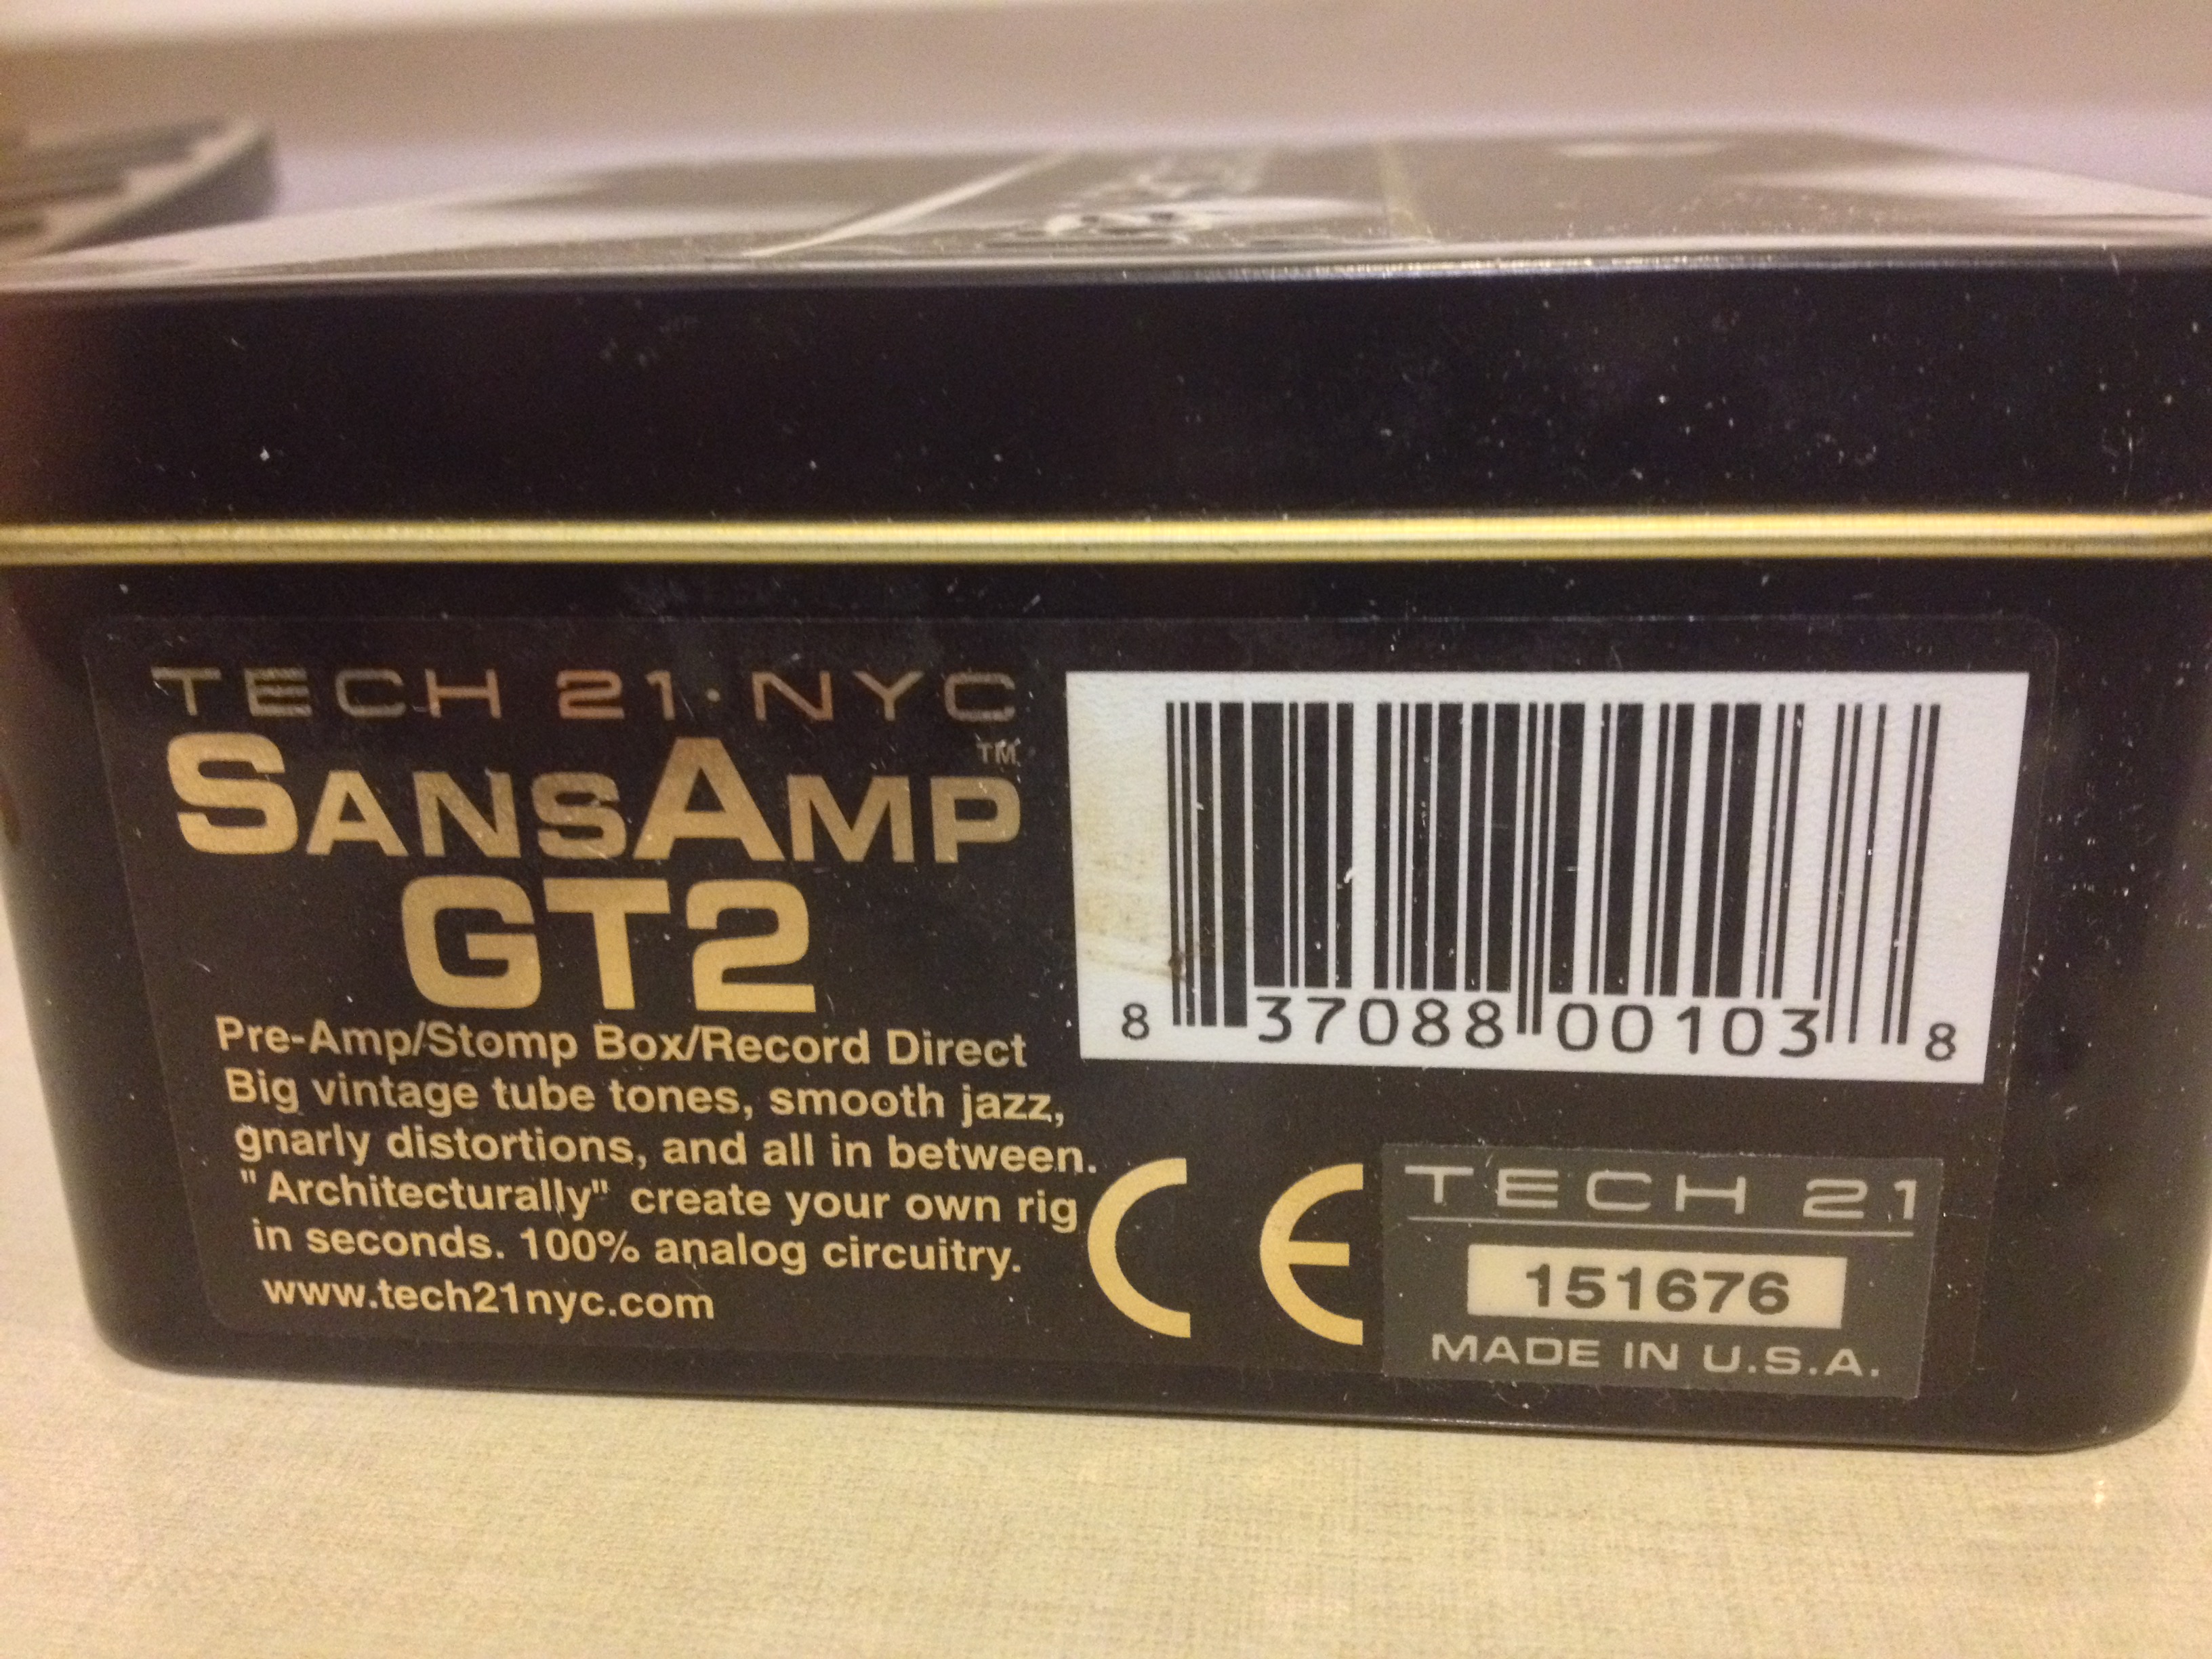 TECH 21·NYC
SANSAMP™
GT2
Pre-Amp/Stomp Box/Record Direct
Big vintage tube tones, smooth jazz,
gnarly distortions, and all in between.
"Architecturally" create your own rig
in seconds. 100% analog circuitry.
www.tech21nyc.com
8 37088 00103 8
CE
TECH 21
151676
MADE IN U.S.A.